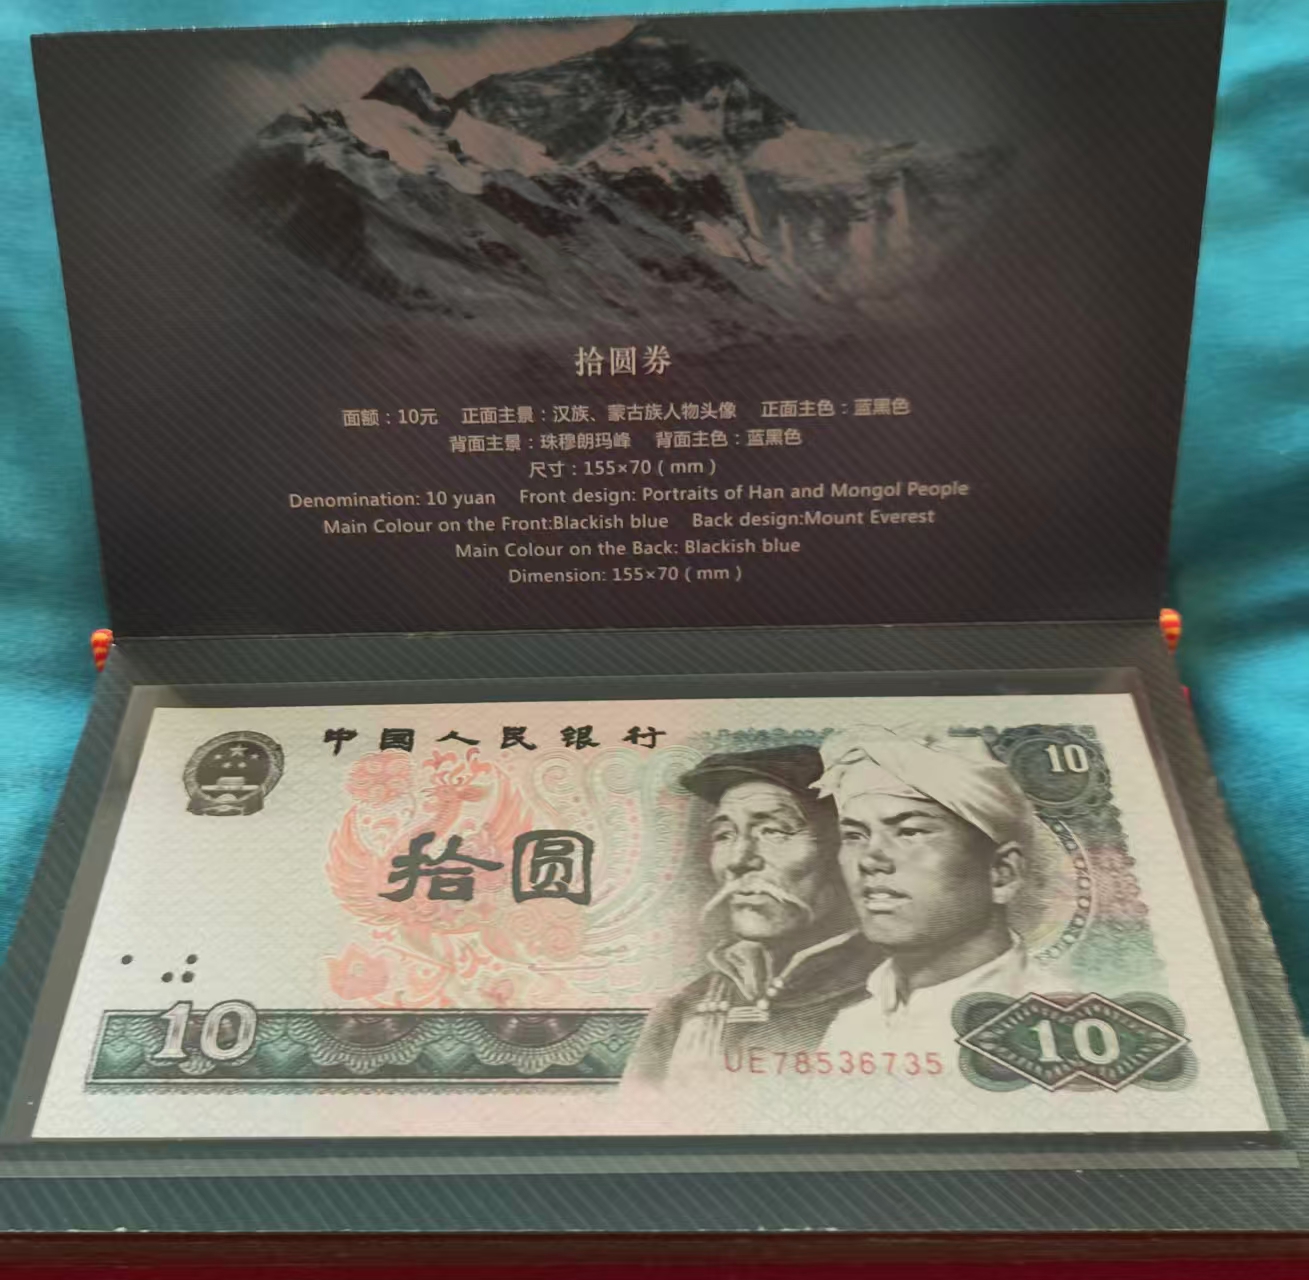 拾圆券
面额：10元 正面主景：汉族、蒙古族人物头像 正面主色：蓝黑色
背面主景：珠穆朗玛峰 背面主色：蓝黑色
尺寸：155×70（mm）
Denomination: 10 yuan Front design: Portraits of Han and Mongol People
Main Colour on the Front:Blackish blue Back design:Mount Everest
Main Colour on the Back: Blackish blue
Dimension: 155×70（mm）
中国人民银行
10
拾圆
10
10
UE78536735